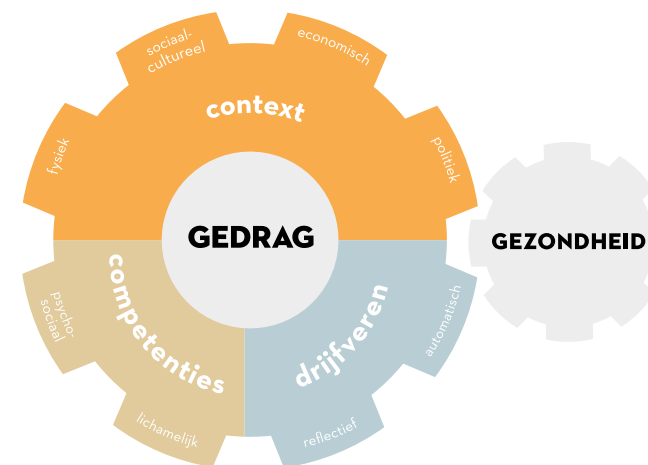 sociaal-
cultureel
economisch
context
fysiek
politiek
GEDRAG
GEZONDHEID
competenties
drijfveren
psycho-
sociaal
automatisch
lichamelijk
reflectief